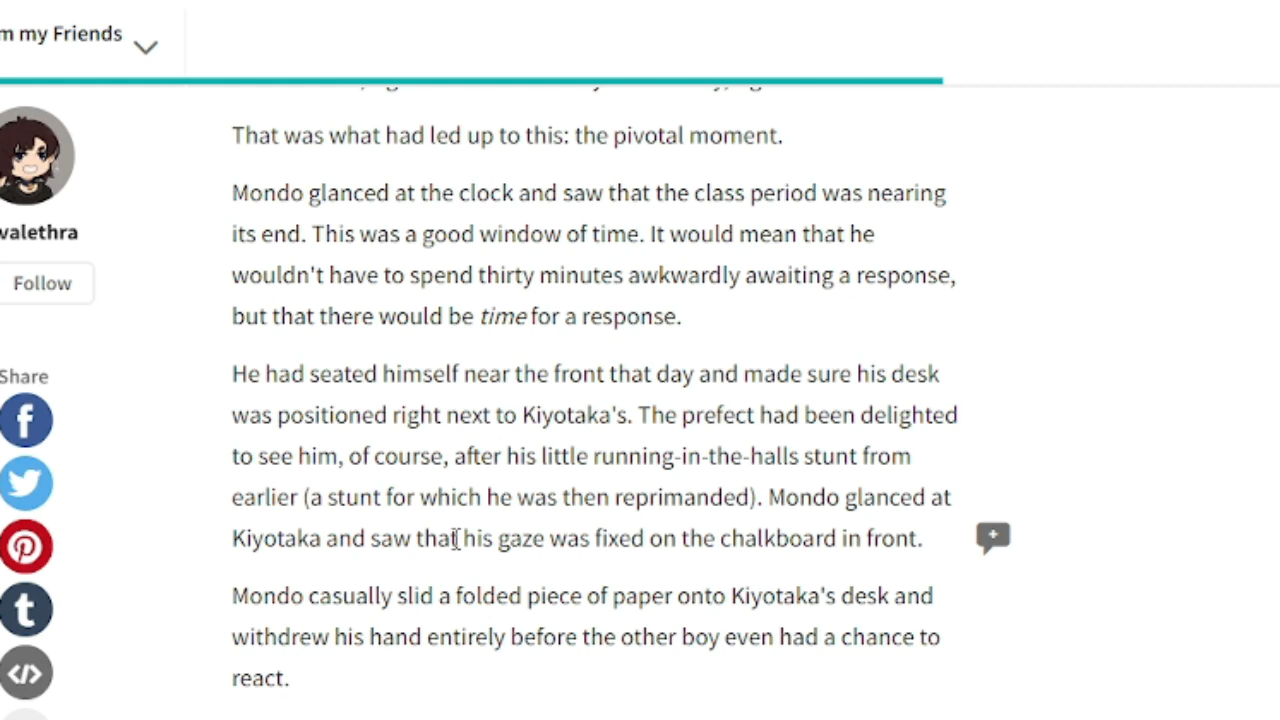 m my Friends
valethra
Follow
Share
That was what had led up to this: the pivotal moment.
Mondo glanced at the clock and saw that the class period was nearing
its end. This was a good window of time. It would mean that he
wouldn't have to spend thirty minutes awkwardly awaiting a response,
but that there would be time for a response.
He had seated himself near the front that day and made sure his desk
was positioned right next to Kiyotaka's. The prefect had been delighted
to see him, of course, after his little running-in-the-halls stunt from
earlier (a stunt for which he was then reprimanded). Mondo glanced at
Kiyotaka and saw that his gaze was fixed on the chalkboard in front.
Mondo casually slid a folded piece of paper onto Kiyotaka's desk and
withdrew his hand entirely before the other boy even had a chance to
react.